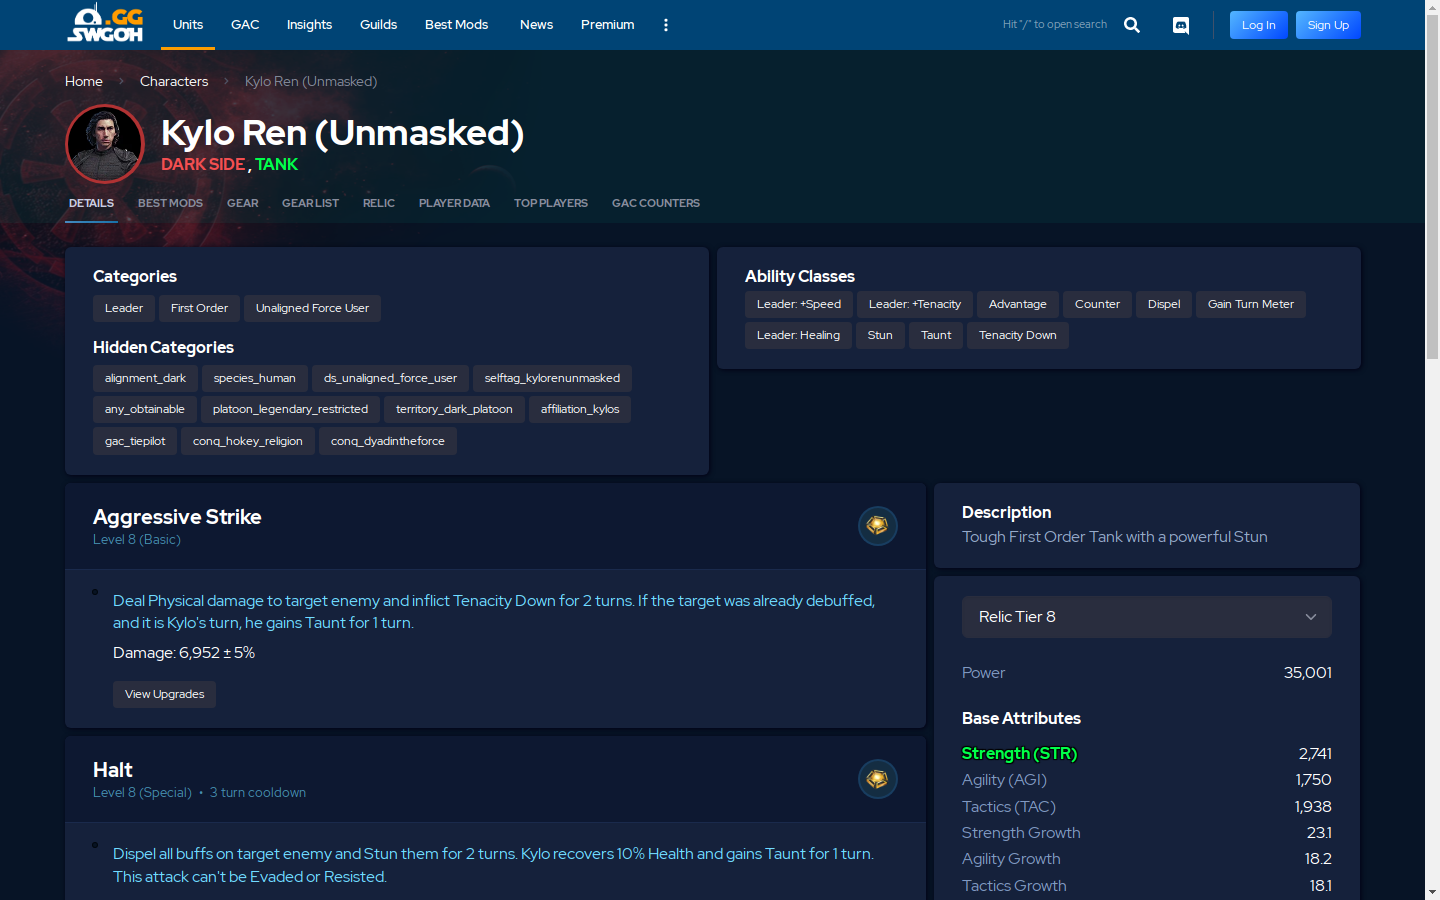 .GG
SWGOH
Units
GAC
Insights
Guilds
Best Mods
News
Premium
Hit "/" to open search
Log In
Sign Up
Home
Characters
Kylo Ren (Unmasked)
Kylo Ren (Unmasked)
DARK SIDE , TANK
DETAILS
BEST MODS
GEAR
GEAR LIST
RELIC
PLAYER DATA
TOP PLAYERS
GAC COUNTERS
Categories
Leader
First Order
Unaligned Force User
Hidden Categories
alignment_dark
species_human
ds_unaligned_force_user
selftag_kylorenunmasked
any_obtainable
platoon_legendary_restricted
territory_dark_platoon
affiliation_kylos
gac_tiepilot
conq_hokey_religion
conq_dyadintheforce
Ability Classes
Leader: +Speed
Leader: +Tenacity
Advantage
Counter
Dispel
Gain Turn Meter
Leader: Healing
Stun
Taunt
Tenacity Down
Aggressive Strike
Level 8 (Basic)
Deal Physical damage to target enemy and inflict Tenacity Down for 2 turns. If the target was already debuffed,
and it is Kylo's turn, he gains Taunt for 1 turn.
Damage: 6,952 ± 5%
View Upgrades
Halt
Level 8 (Special) • 3 turn cooldown
Dispel all buffs on target enemy and Stun them for 2 turns. Kylo recovers 10% Health and gains Taunt for 1 turn.
This attack can't be Evaded or Resisted.
Description
Tough First Order Tank with a powerful Stun
Relic Tier 8
Power 35,001
Base Attributes
Strength (STR) 2,741
Agility (AGI) 1,750
Tactics (TAC) 1,938
Strength Growth 23.1
Agility Growth 18.2
Tactics Growth 18.1